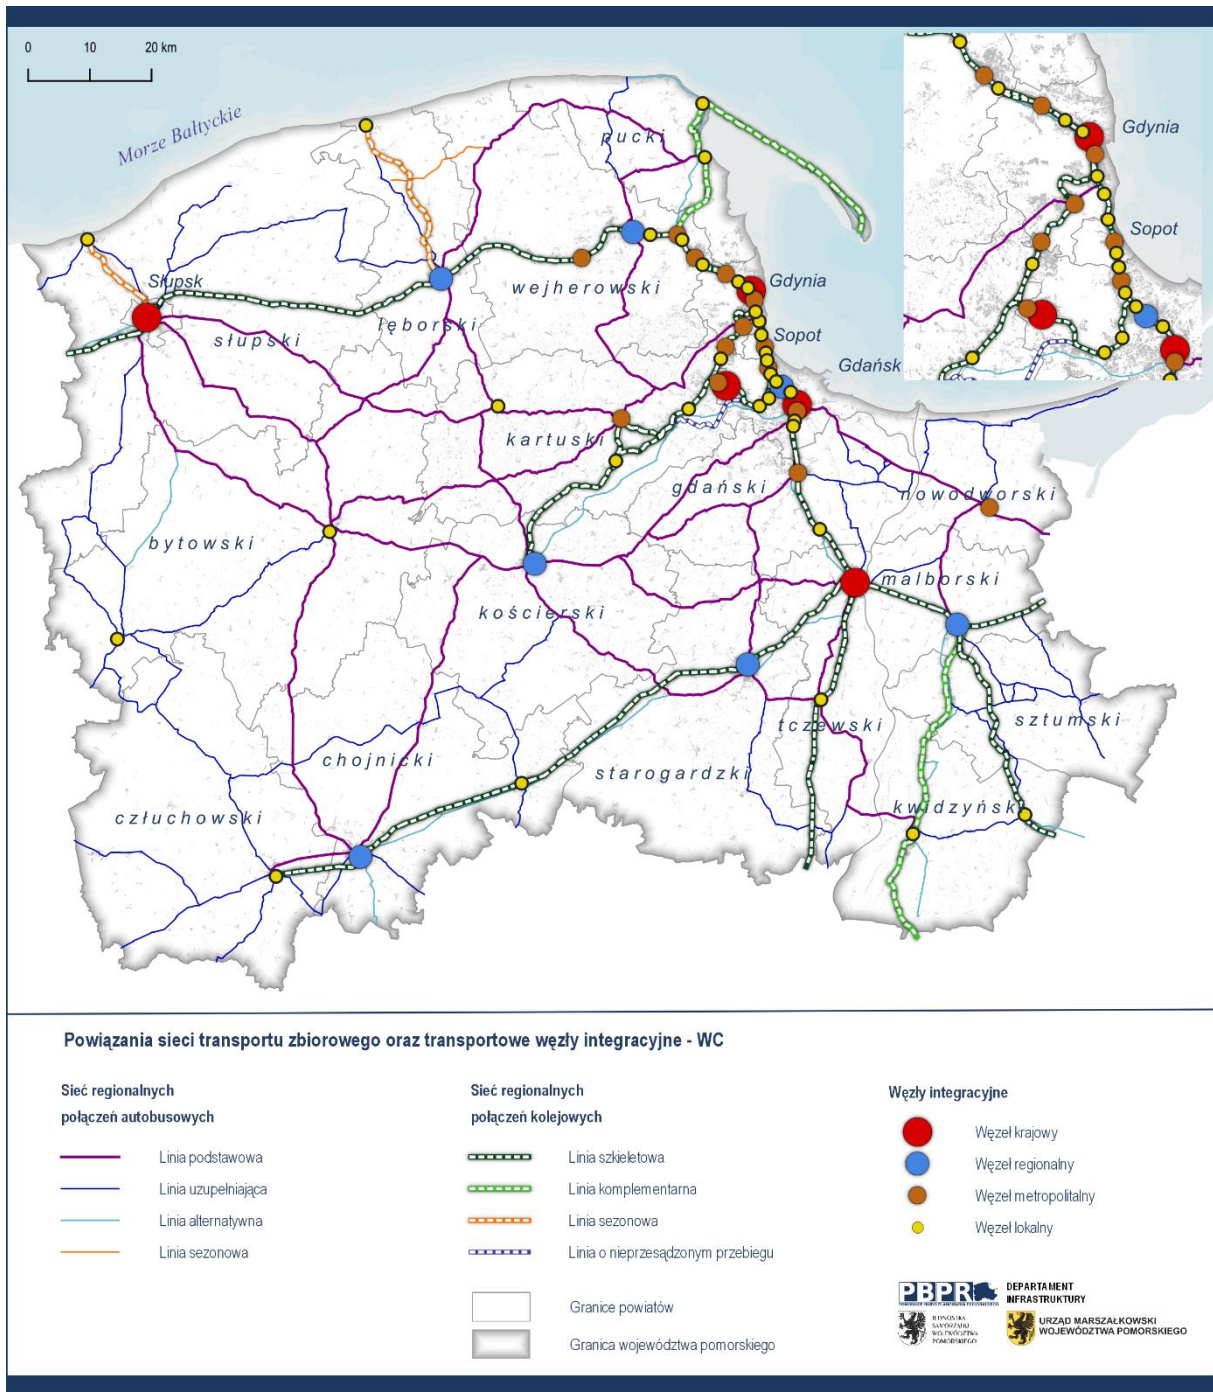 0 10 20 km
Morze Bałtyckie
pucki
Gdynia
Sopot
Słupsk
Gdynia
wejherowski
lęborski
słupski
Sopot
Gdańsk
kartuski
gdański
nowodworski
bytowski
malborski
kościerski
sztumski
tczewski
chojnicki
starogardzki
kwidzyński
człuchowski
Powiązania sieci transportu zbiorowego oraz transportowe węzły integracyjne - WC
Sieć regionalnych
połączeń autobusowych
Linia podstawowa
Linia uzupełniająca
Linia alternatywna
Linia sezonowa
Sieć regionalnych
połączeń kolejowych
Linia szkieletowa
Linia komplementarna
Linia sezonowa
Linia o nieprzesądzonym przebiegu
Granice powiatów
Granica województwa pomorskiego
Węzły integracyjne
Węzeł krajowy
Węzeł regionalny
Węzeł metropolitalny
Węzeł lokalny
PBPR
DEPARTAMENT
INFRASTRUKTURY
JEDNOSTKA
SAMORZĄDU
WOJEWÓDZTWA
POMORSKIEGO
URZĄD MARSZAŁKOWSKI
WOJEWÓDZTWA POMORSKIEGO